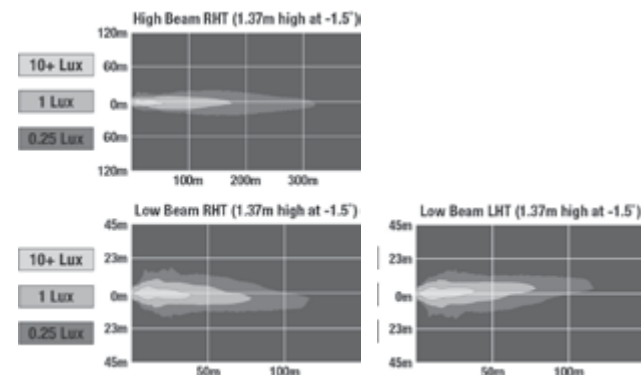 High Beam RHT (1.37m high at -1.5˚)
120m
10+ Lux
60m
1 Lux
0m
0.25 Lux
60m
120m
100m 200m 300m
Low Beam RHT (1.37m high at -1.5˚)
45m
10+ Lux
23m
1 Lux
0m
0.25 Lux
23m
45m
50m 100m
Low Beam LHT (1.37m high at -1.5˚)
45m
23m
0m
23m
45m
50m 100m